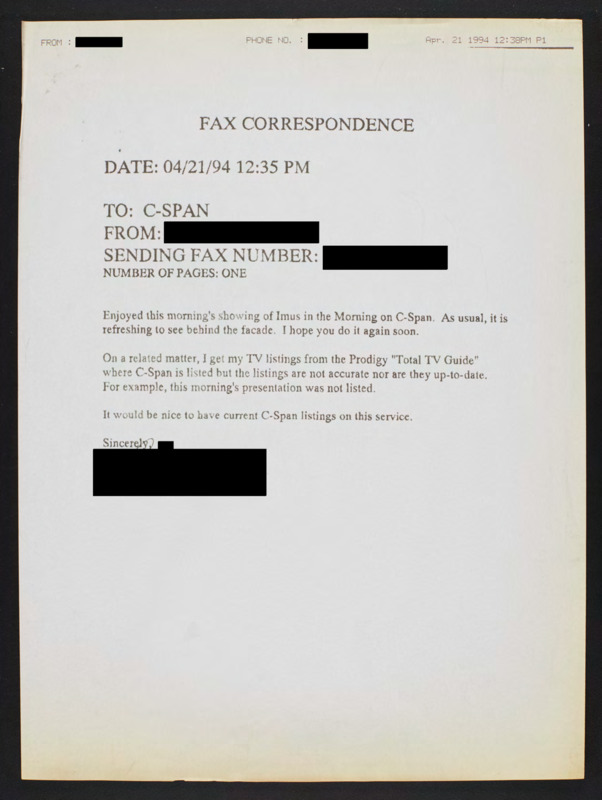 FROM :
PHONE NO. :
Apr. 21 1994 12:38PM P1
FAX CORRESPONDENCE
DATE: 04/21/94 12:35 PM
TO: C-SPAN
FROM:
SENDING FAX NUMBER:
NUMBER OF PAGES: ONE
Enjoyed this morning's showing of Imus in the Morning on C-Span. As usual, it is
refreshing to see behind the facade. I hope you do it again soon.
On a related matter, I get my TV listings from the Prodigy "Total TV Guide"
where C-Span is listed but the listings are not accurate nor are they up-to-date.
For example, this morning's presentation was not listed.
It would be nice to have current C-Span listings on this service.
Sincerely,